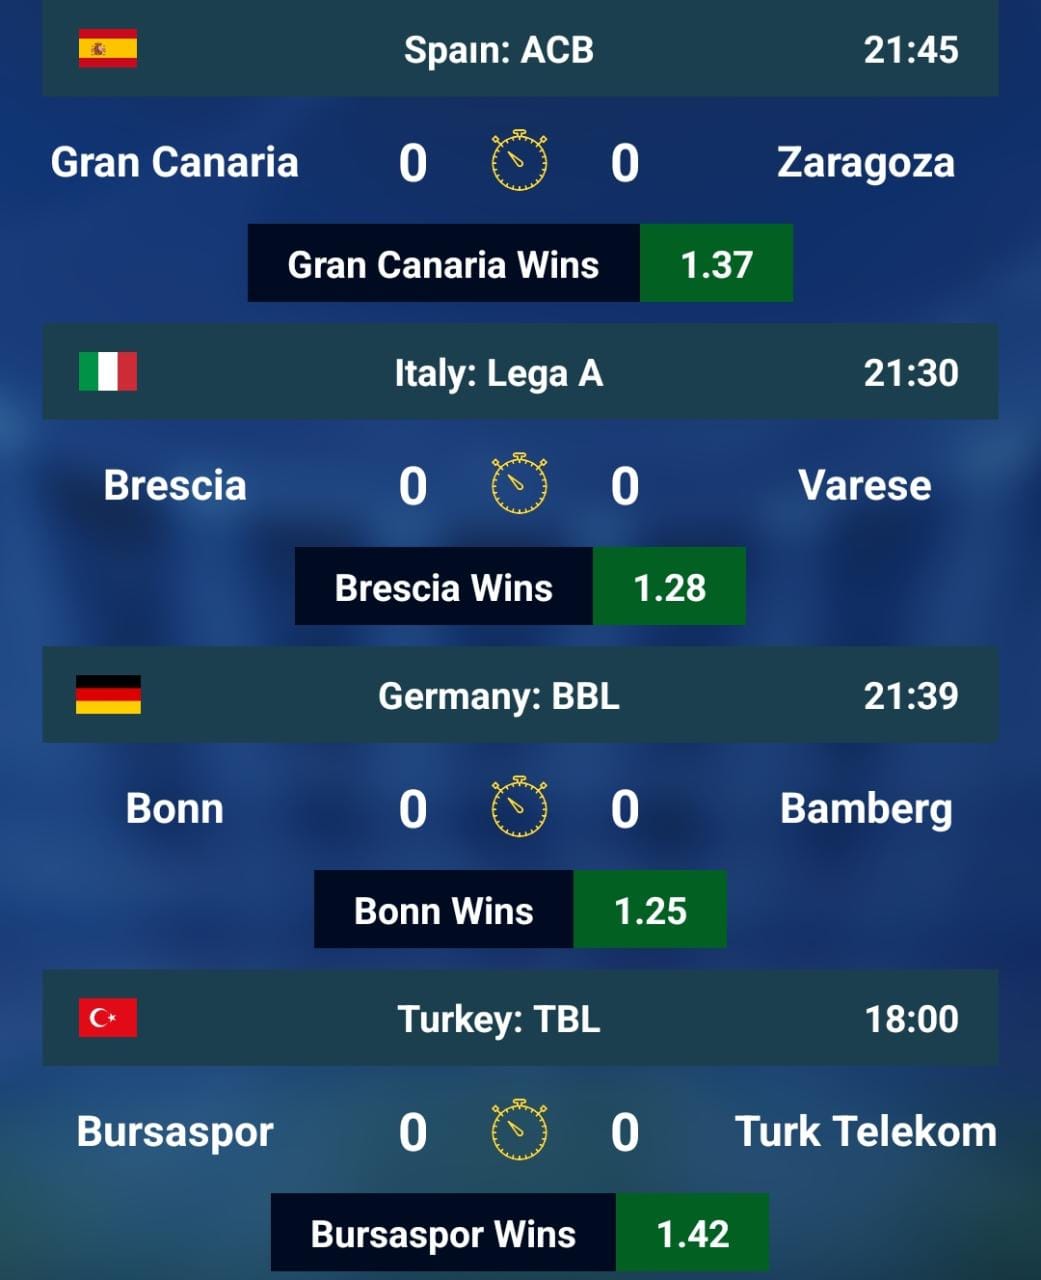 Spain: ACB 21:45
Gran Canaria 0 0 Zaragoza
Gran Canaria Wins 1.37
Italy: Lega A 21:30
Brescia 0 0 Varese
Brescia Wins 1.28
Germany: BBL 21:39
Bonn 0 0 Bamberg
Bonn Wins 1.25
Turkey: TBL 18:00
Bursaspor 0 0 Turk Telekom
Bursaspor Wins 1.42